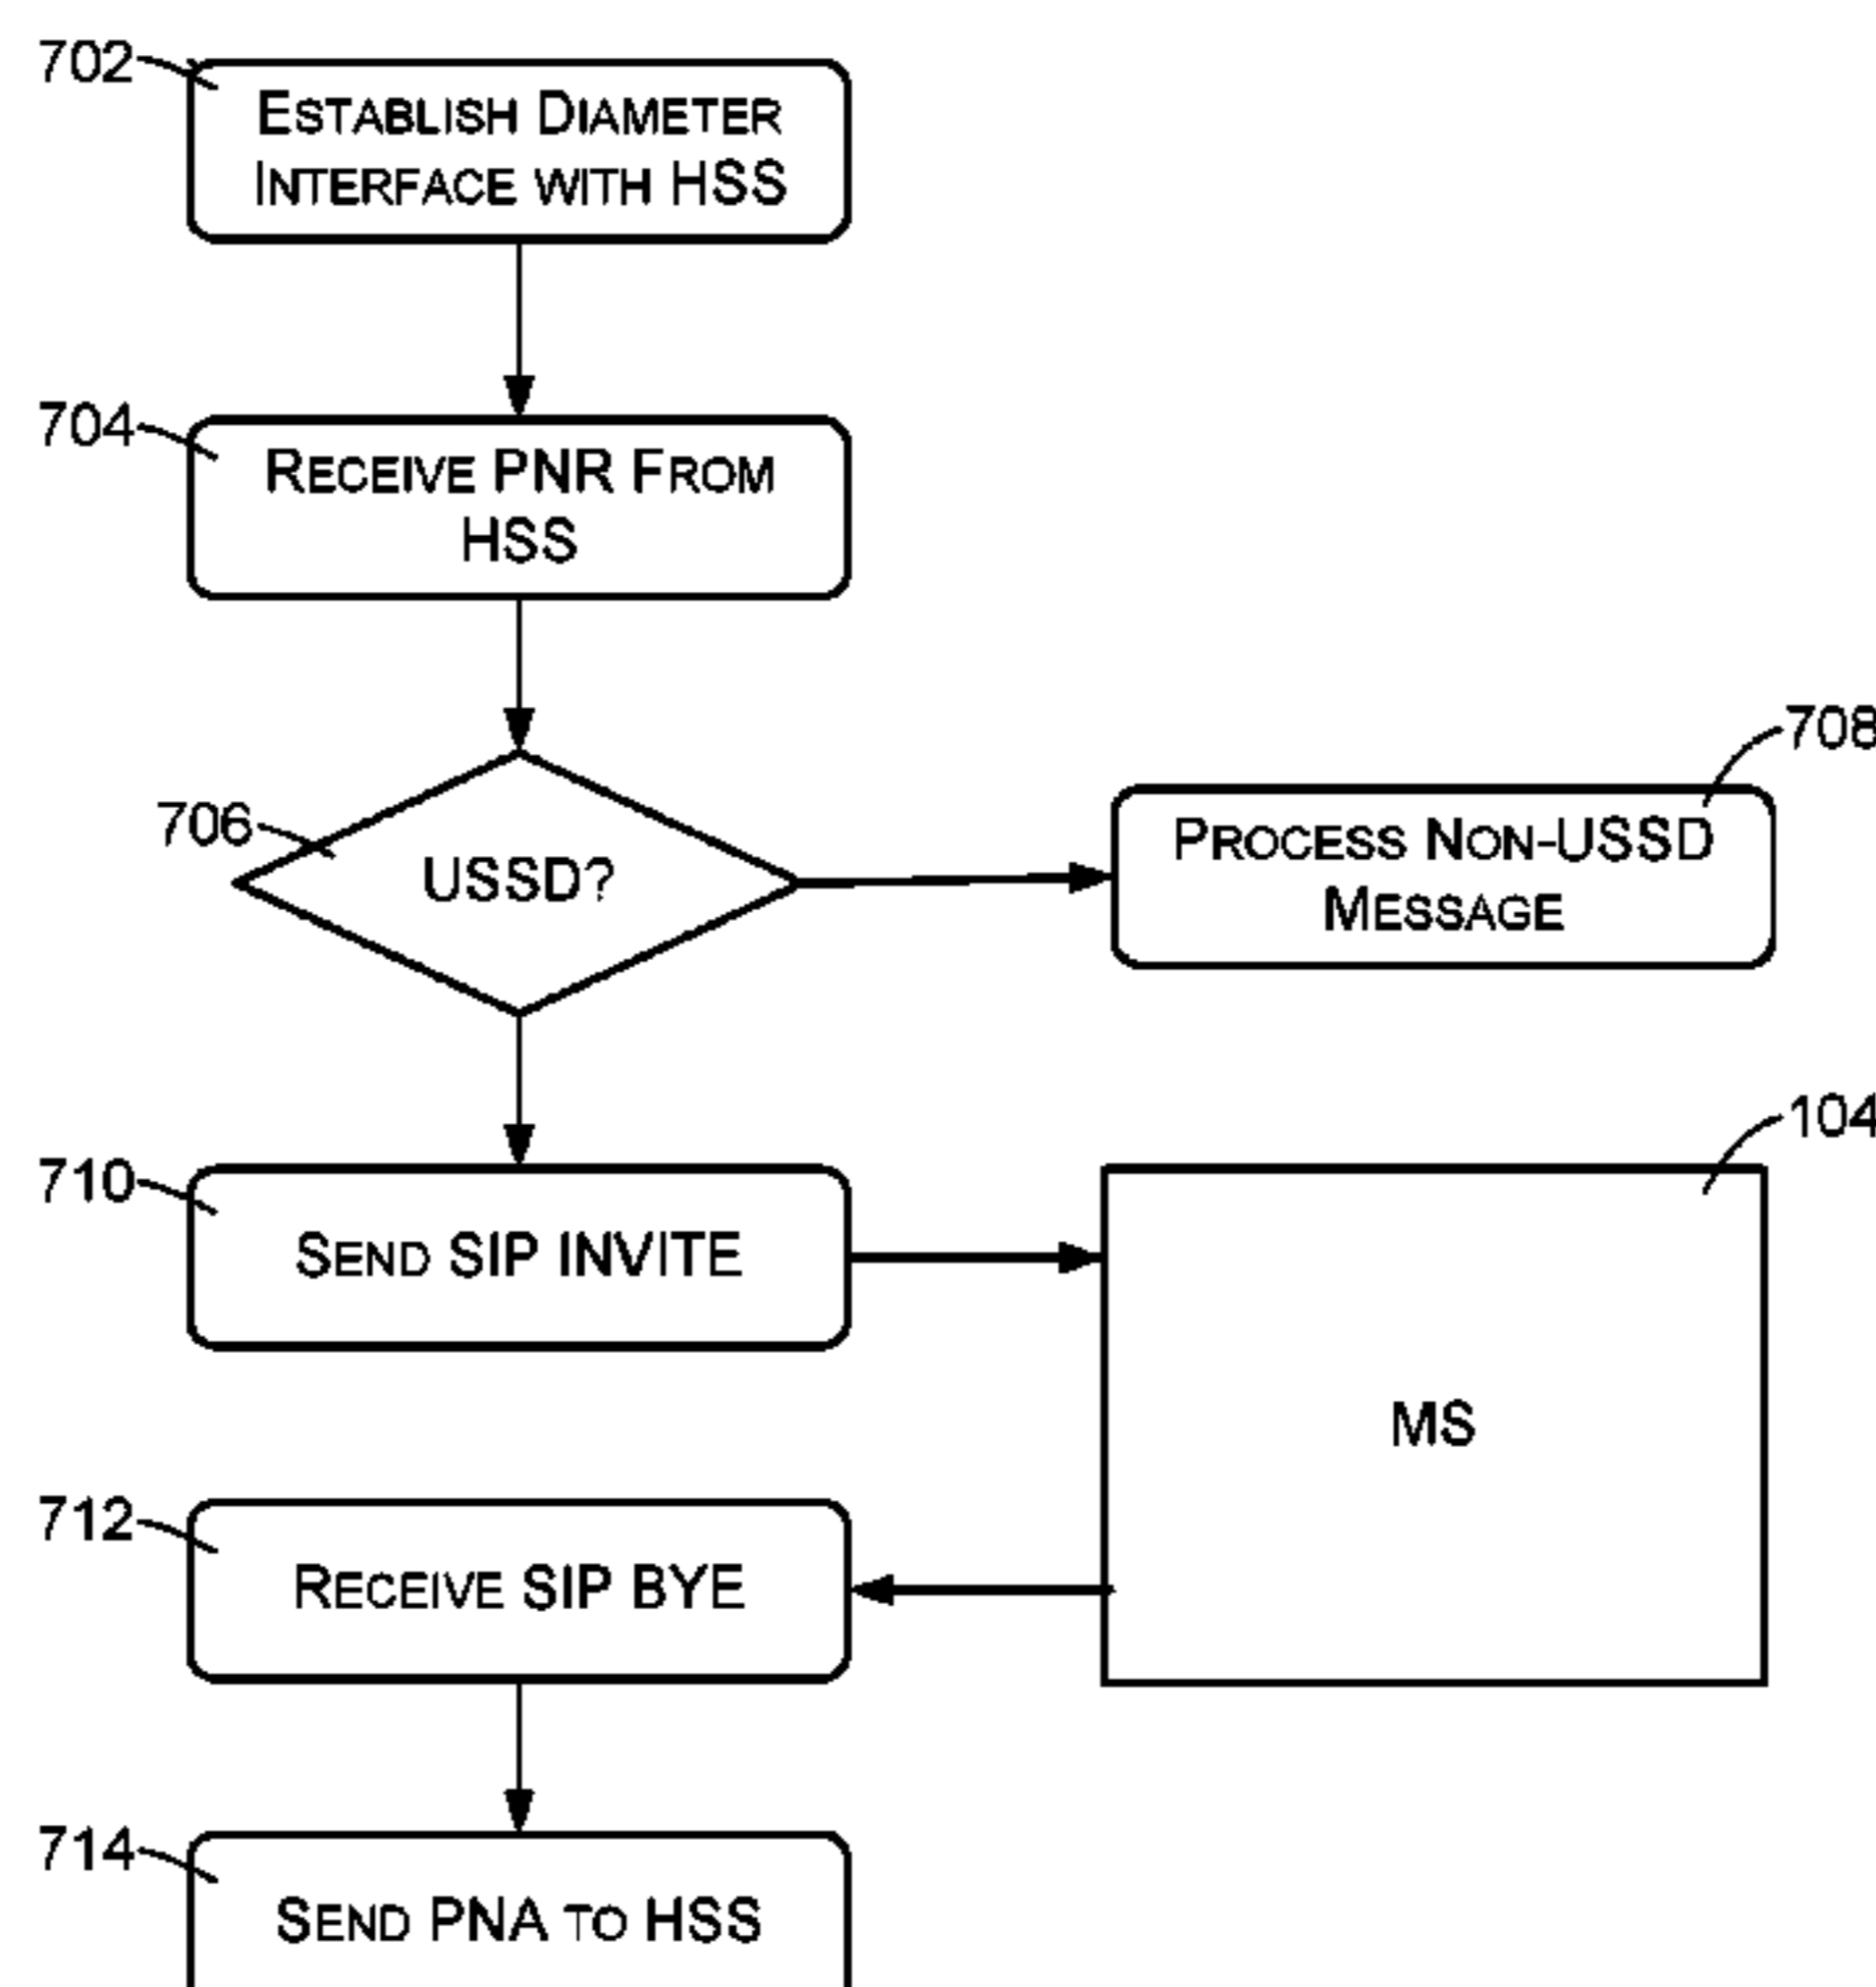 702
ESTABLISH DIAMETER
INTERFACE WITH HSS
704
RECEIVE PNR FROM
HSS
706
USSD?
708
PROCESS NON-USSD
MESSAGE
710
SEND SIP INVITE
104
MS
712
RECEIVE SIP BYE
714
SEND PNA TO HSS